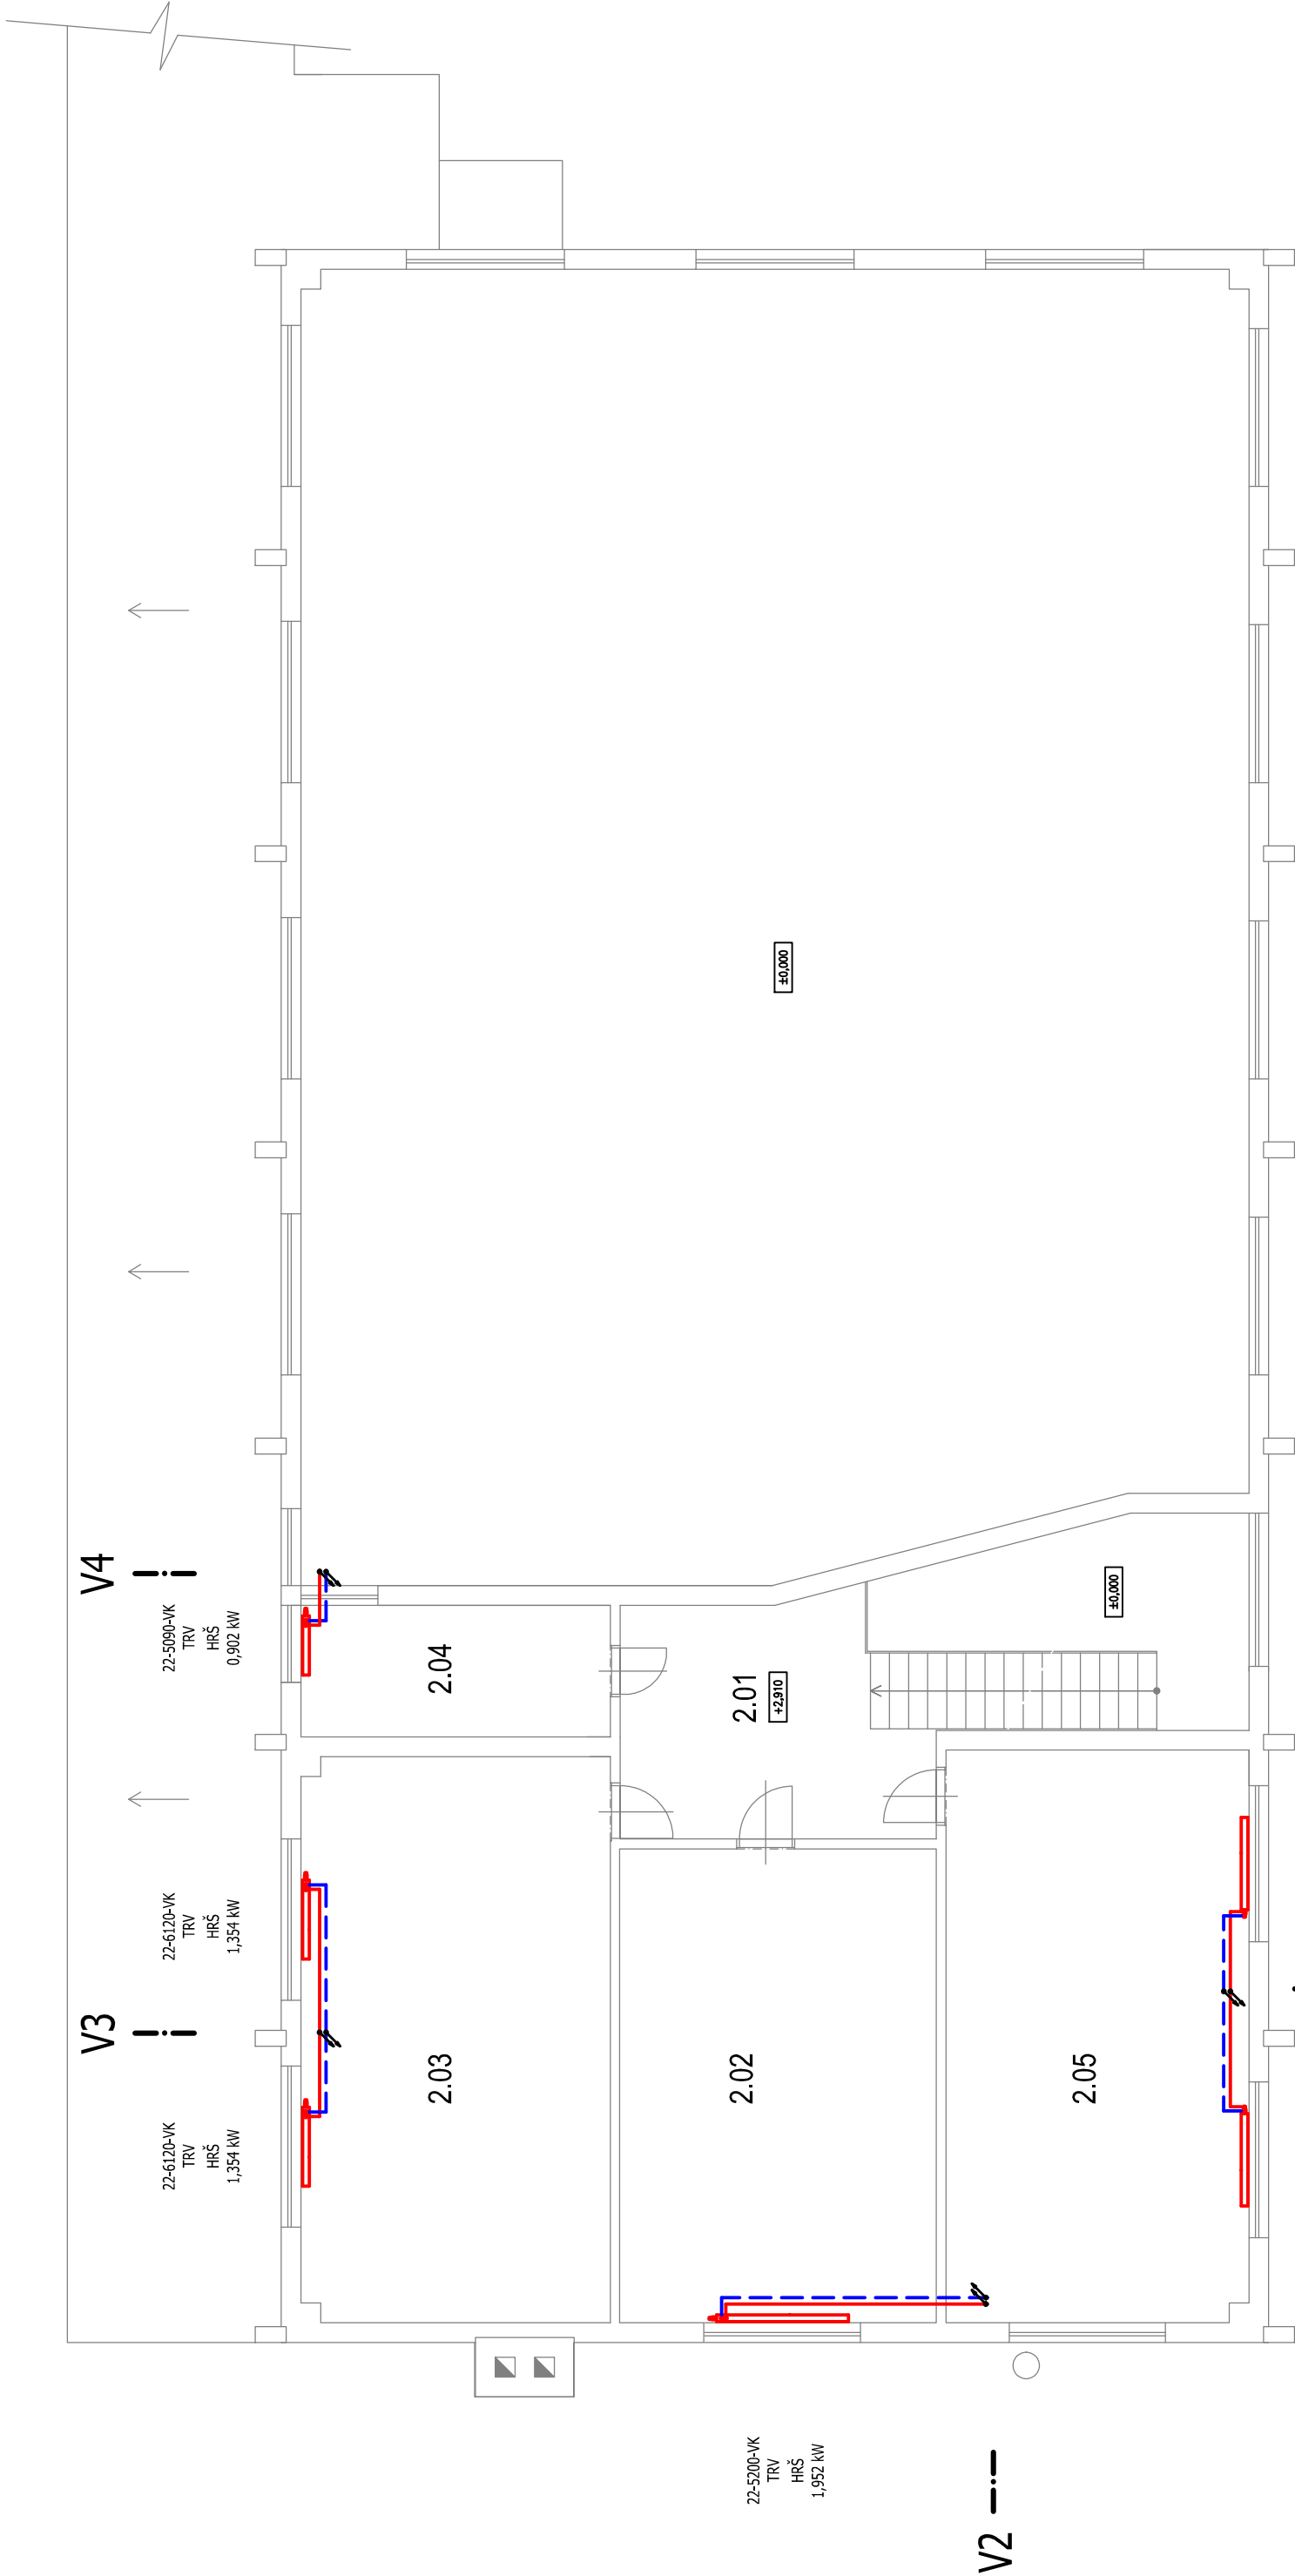 V3
V4
22-6120-VK
TRV
HRŠ
1,354 kW
22-6120-VK
TRV
HRŠ
1,354 kW
22-5090-VK
TRV
HRŠ
0,902 kW
2.03
2.04
2.02
2.01
+2,910
±0,000
2.05
±0,000
22-5200-VK
TRV
HRŠ
1,952 kW
V2